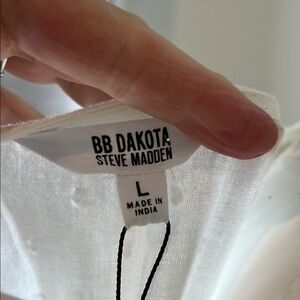 BB DAKOTA
STEVE MADDEN
L
MADE IN
INDIA